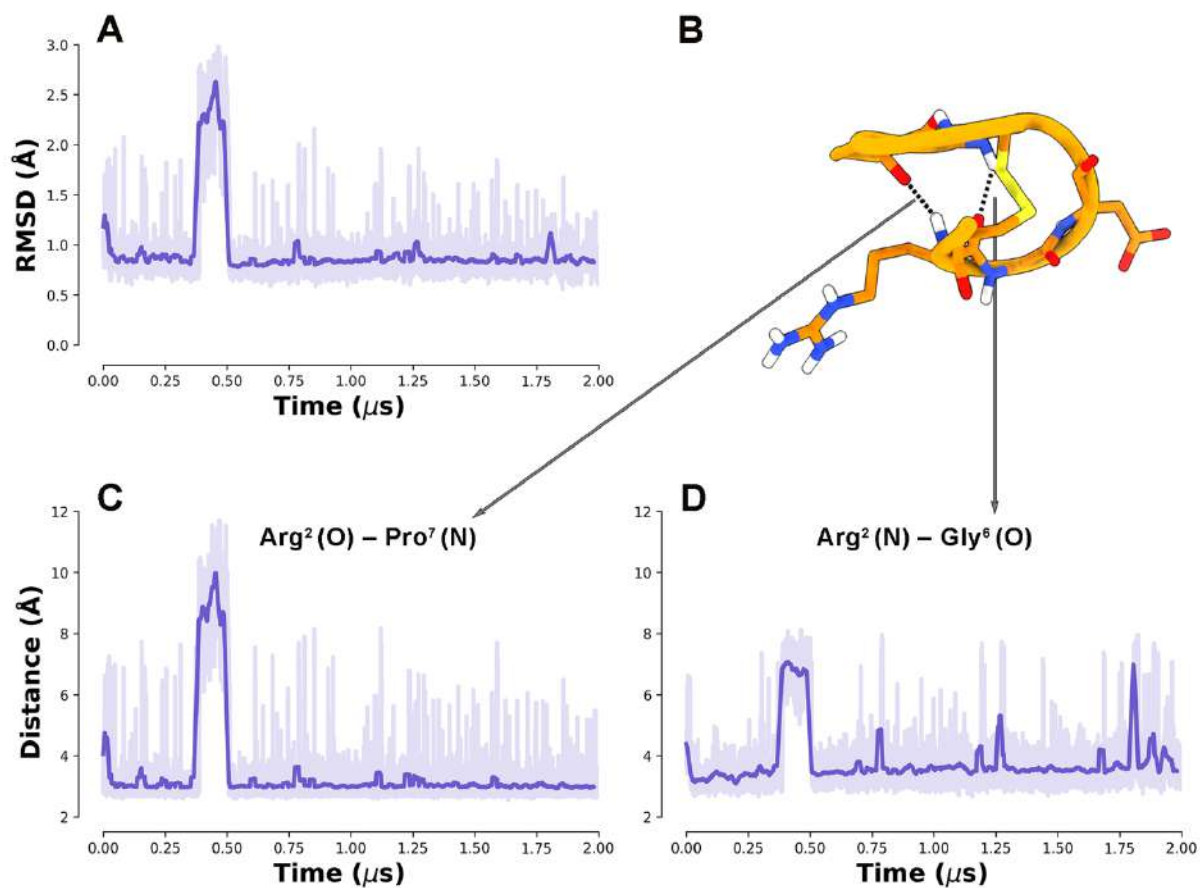 A
B
3.0
2.5
2.0
1.5
1.0
0.5
0.0
RMSD (Å)
0.00 0.25 0.50 0.75 1.00 1.25 1.50 1.75 2.00
Time (μs)
C
Arg² (O) – Pro⁷ (N)
12
10
8
6
4
2
Distance (Å)
0.00 0.25 0.50 0.75 1.00 1.25 1.50 1.75 2.00
Time (μs)
D
Arg² (N) – Gly⁶ (O)
12
10
8
6
4
2
0.00 0.25 0.50 0.75 1.00 1.25 1.50 1.75 2.00
Time (μs)